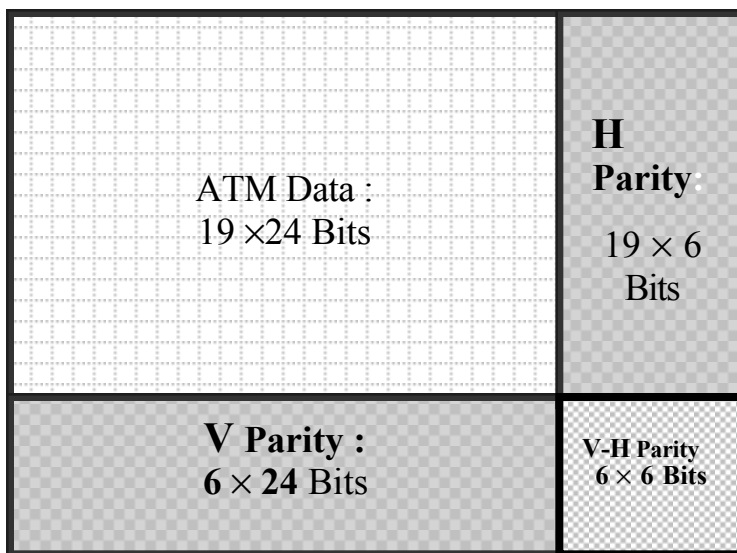 ATM Data :
19 ×24 Bits
H
Parity:
19 × 6
Bits
V Parity :
6 × 24 Bits
V-H Parity
6 × 6 Bits